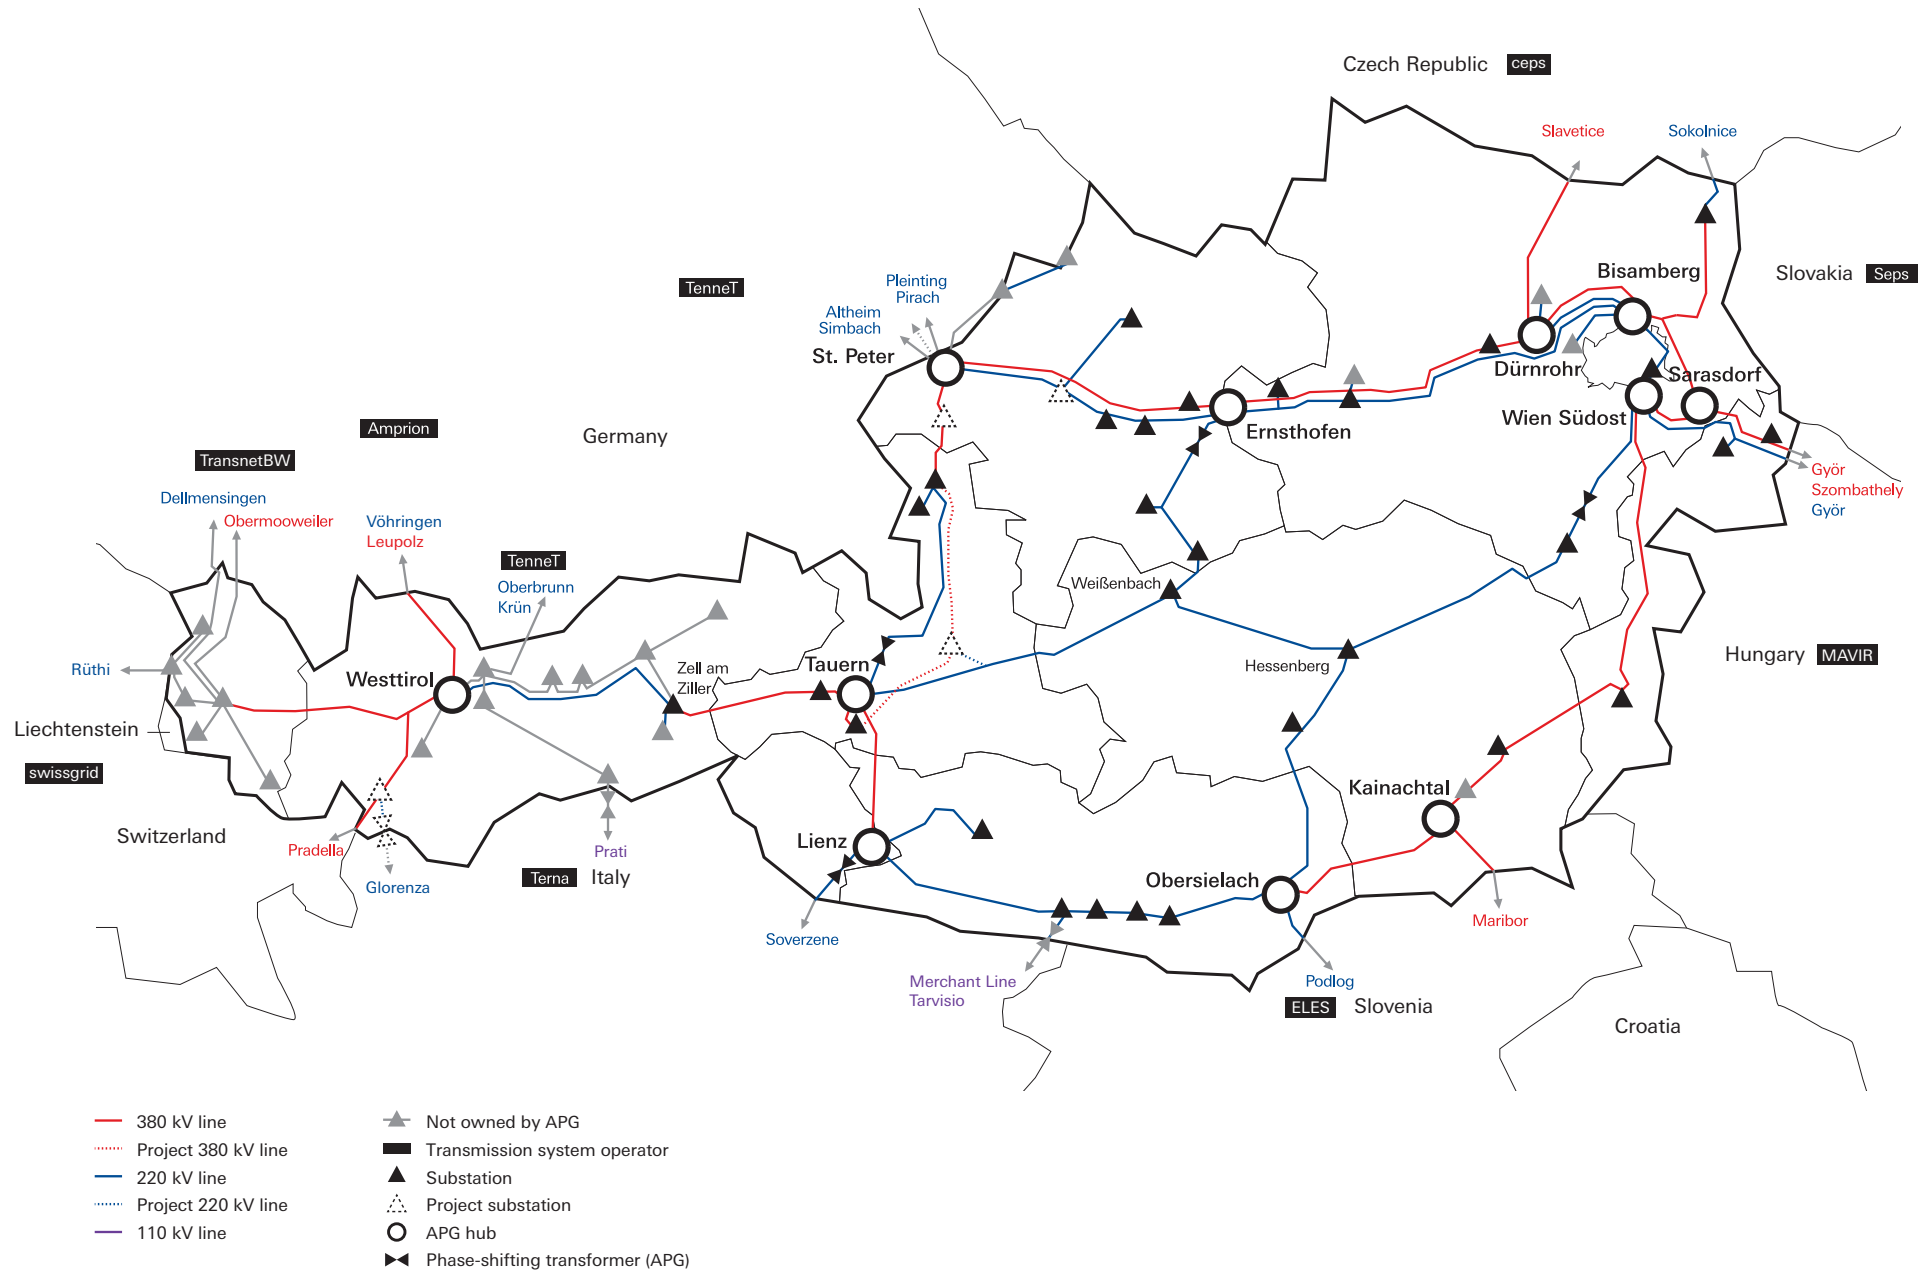 Czech Republic ceps
Slavetice
Sokolnice
Bisamberg
Slovakia Seps
TenneT
Pleinting
Pirach
Altheim
Simbach
St. Peter
Dürnrohr
Sarasdorf
Wien Südost
Ernsthofen
Amprion
Germany
TransnetBW
Dellmensingen
Obermooweiler
Vöhringen
Leupolz
Györ
Szombathely
Györ
TenneT
Oberbrunn
Krün
Weißenbach
Rüthi
Westtirol
Zell am
Ziller
Tauern
Hessenberg
Hungary MAVIR
Liechtenstein
swissgrid
Kainachtal
Switzerland
Pradella
Prati
Lienz
Glorenza
Terna Italy
Obersielach
Maribor
Soverzene
Merchant Line
Tarvisio
Podlog
ELES Slovenia
Croatia
380 kV line
Project 380 kV line
220 kV line
Project 220 kV line
110 kV line
Not owned by APG
Transmission system operator
Substation
Project substation
APG hub
Phase-shifting transformer (APG)